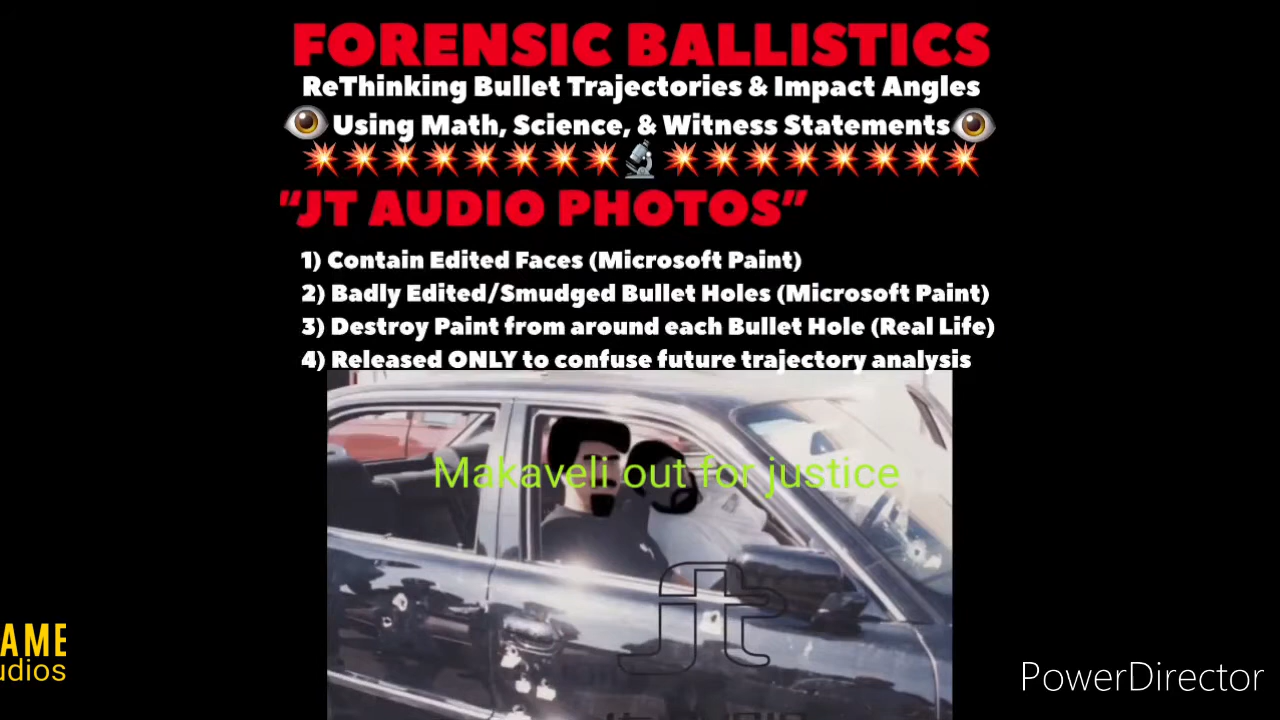 FORENSIC BALLISTICS
ReThinking Bullet Trajectories & Impact Angles
Using Math, Science, & Witness Statements
"JT AUDIO PHOTOS"
1) Contain Edited Faces (Microsoft Paint)
2) Badly Edited/Smudged Bullet Holes (Microsoft Paint)
3) Destroy Paint from around each Bullet Hole (Real Life)
4) Released ONLY to confuse future trajectory analysis
Makaveli out for justice
jt
AME
udios
PowerDirector